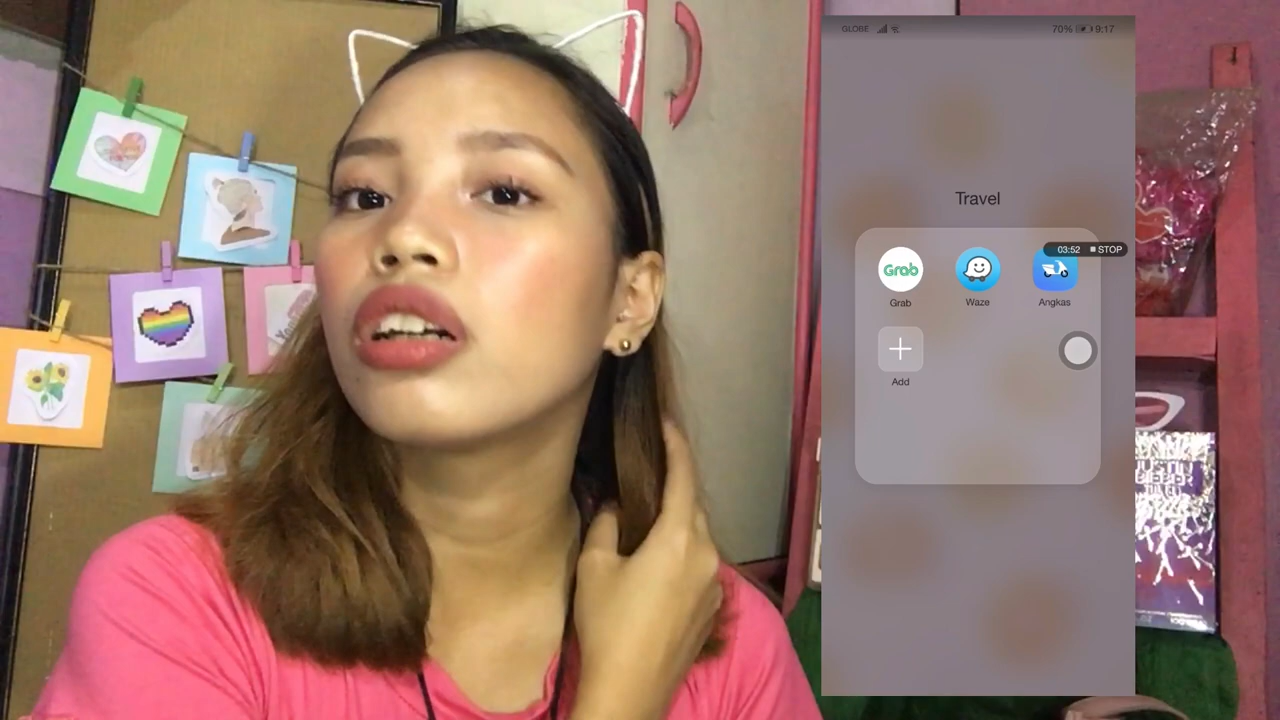 GLOBE
70% 9:17
Travel
03:52 STOP
Grab
Grab
Waze
Angkas
Add